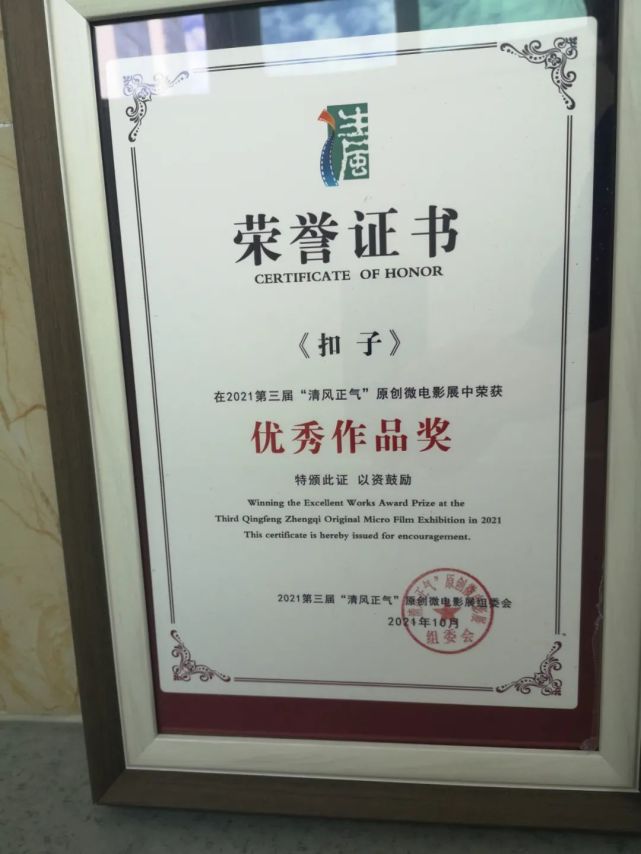 荣誉证书
CERTIFICATE OF HONOR
《扣子》
在2021第三届“清风正气”原创微电影展中荣获
优秀作品奖
特颁此证 以资鼓励
Winning the Excellent Works Award Prize at the
Third Qingfeng Zhengqi Original Micro Film Exhibition in 2021
This certificate is hereby issued for encouragement.
2021第三届“清风正气”原创微电影展组委会
2021年10月
组委会